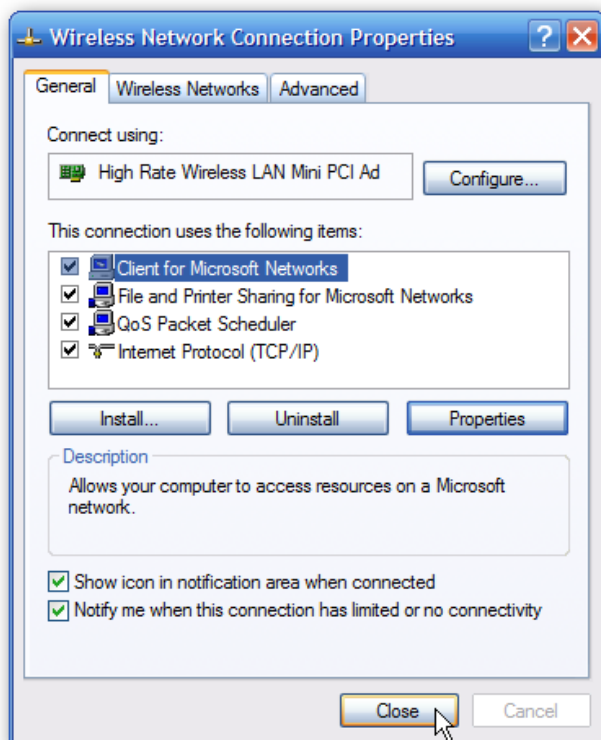 Wireless Network Connection Properties
General Wireless Networks Advanced
Connect using:
High Rate Wireless LAN Mini PCI Ad Configure...
This connection uses the following items:
Client for Microsoft Networks
File and Printer Sharing for Microsoft Networks
QoS Packet Scheduler
Internet Protocol (TCP/IP)
Install... Uninstall Properties
Description
Allows your computer to access resources on a Microsoft
network.
Show icon in notification area when connected
Notify me when this connection has limited or no connectivity
Close Cancel